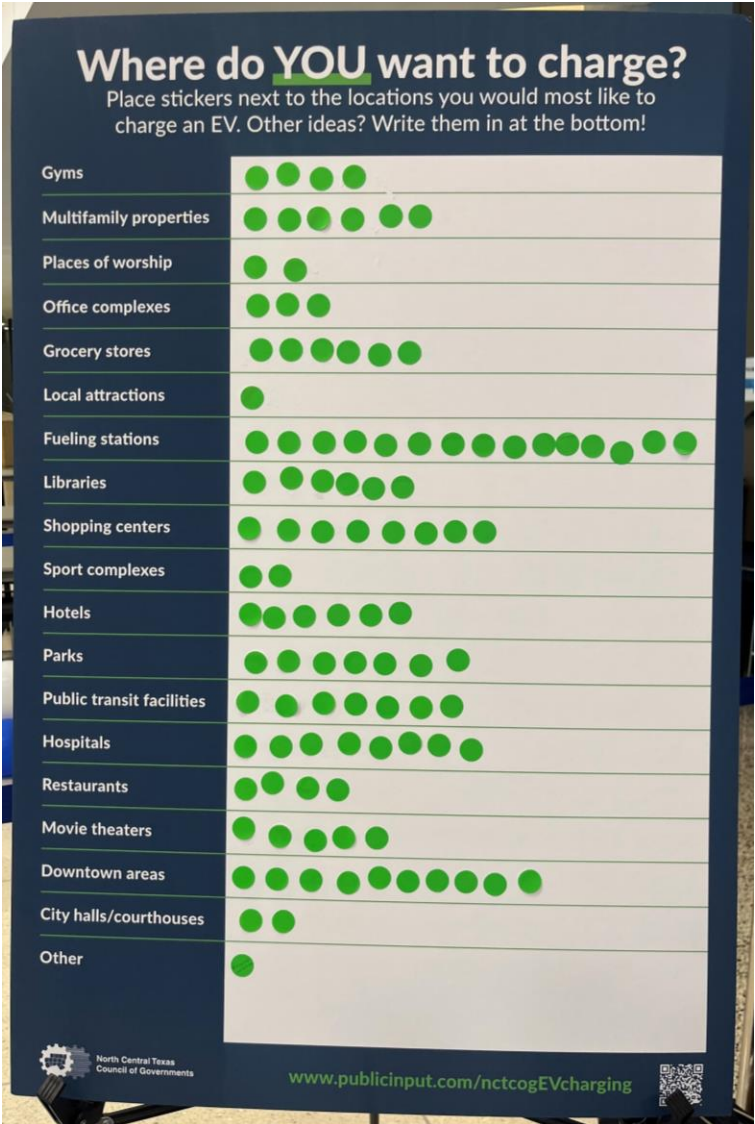 Where do YOU want to charge?
Place stickers next to the locations you would most like to
charge an EV. Other ideas? Write them in at the bottom!
Gyms
Multifamily properties
Places of worship
Office complexes
Grocery stores
Local attractions
Fueling stations
Libraries
Shopping centers
Sport complexes
Hotels
Parks
Public transit facilities
Hospitals
Restaurants
Movie theaters
Downtown areas
City halls/courthouses
Other
North Central Texas
Council of Governments
www.publicinput.com/nctcogEVcharging